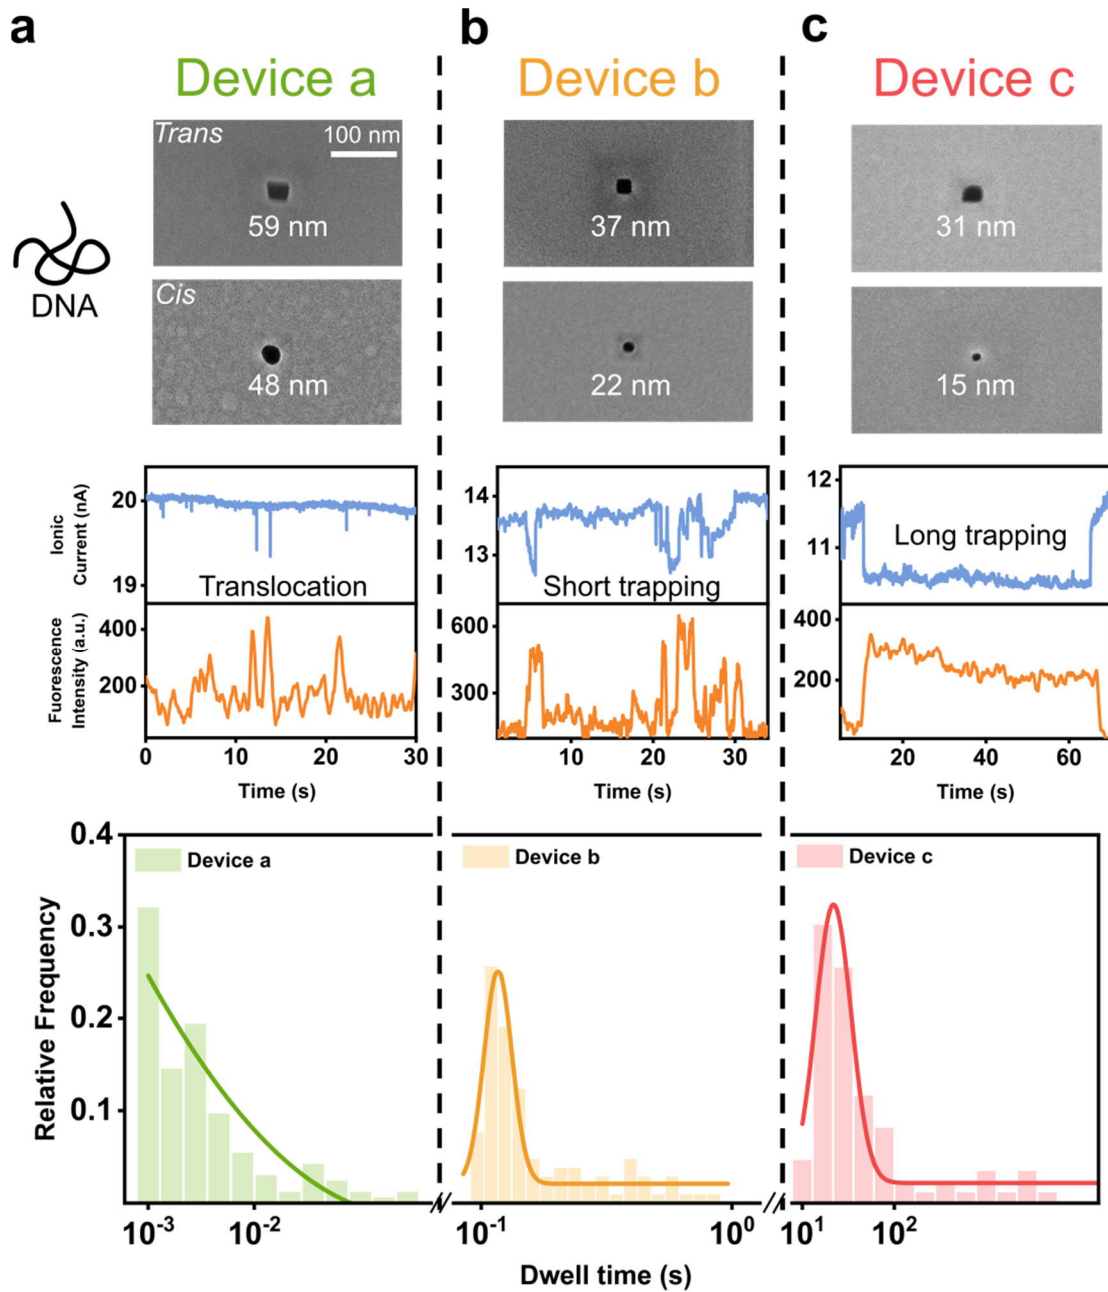 a
b
c
Device a
Device b
Device c
Trans
100 nm
59 nm
37 nm
31 nm
DNA
Cis
48 nm
22 nm
15 nm
Ionic
Current (nA)
20
19
Translocation
14
13
Short trapping
12
11
Long trapping
Fuorescence
Intensity (a.u.)
400
200
600
300
400
200
0 10 20 30
10 20 30
20 40 60
Time (s)
Time (s)
Time (s)
Relative Frequency
0.4
0.3
0.2
0.1
Device a
Device b
Device c
10⁻³ 10⁻²
10⁻¹ 10⁰
10¹ 10²
Dwell time (s)